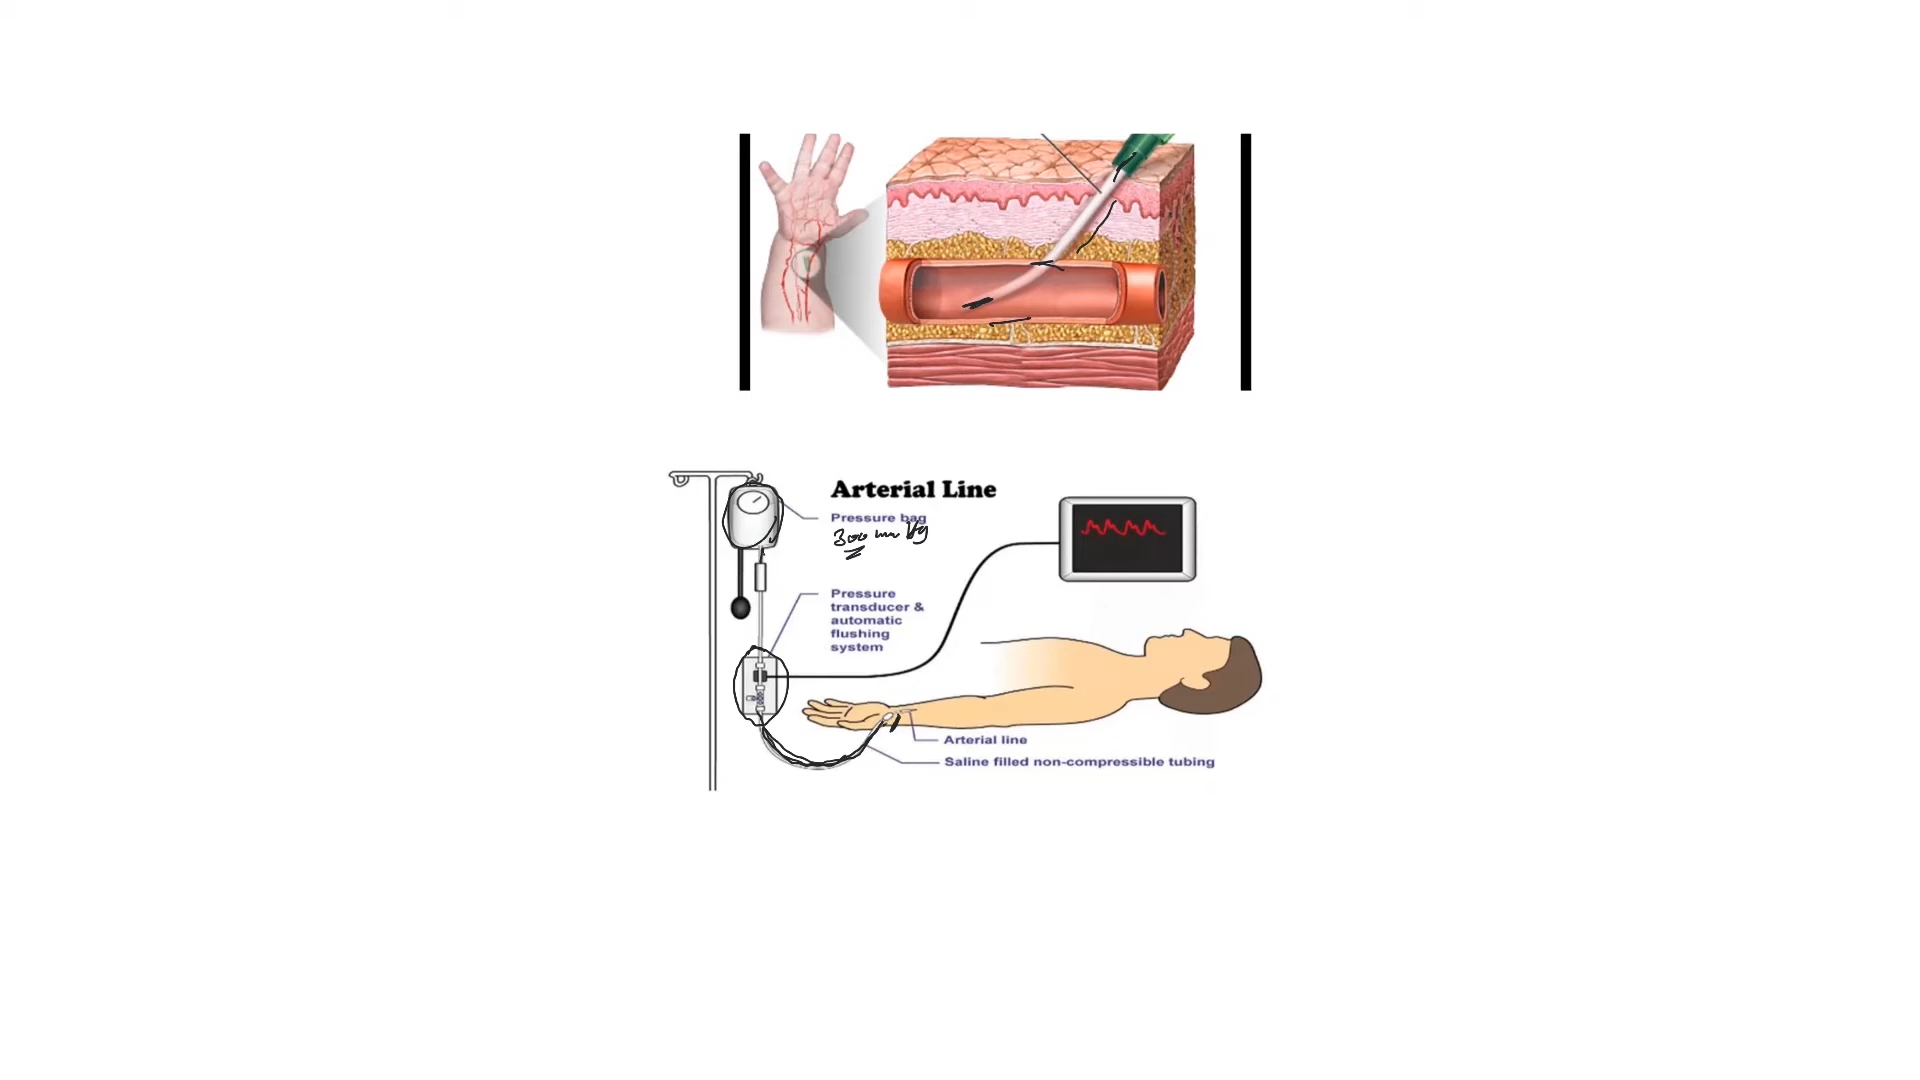 Arterial Line
Pressure bag
300 mm Hg
Pressure
transducer &
automatic
flushing
system
Arterial line
Saline filled non-compressible tubing